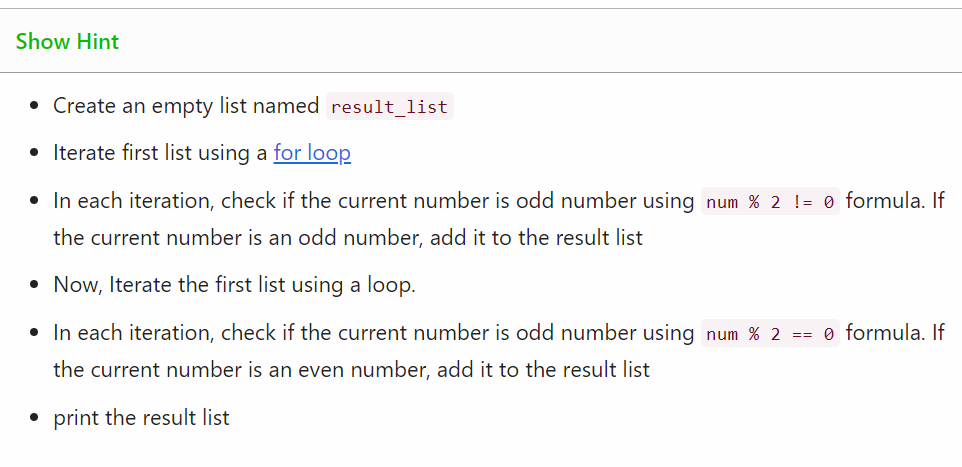 Show Hint
• Create an empty list named result_list
• Iterate first list using a for loop
• In each iteration, check if the current number is odd number using num % 2 != 0 formula. If
the current number is an odd number, add it to the result list
• Now, Iterate the first list using a loop.
• In each iteration, check if the current number is odd number using num % 2 == 0 formula. If
the current number is an even number, add it to the result list
• print the result list